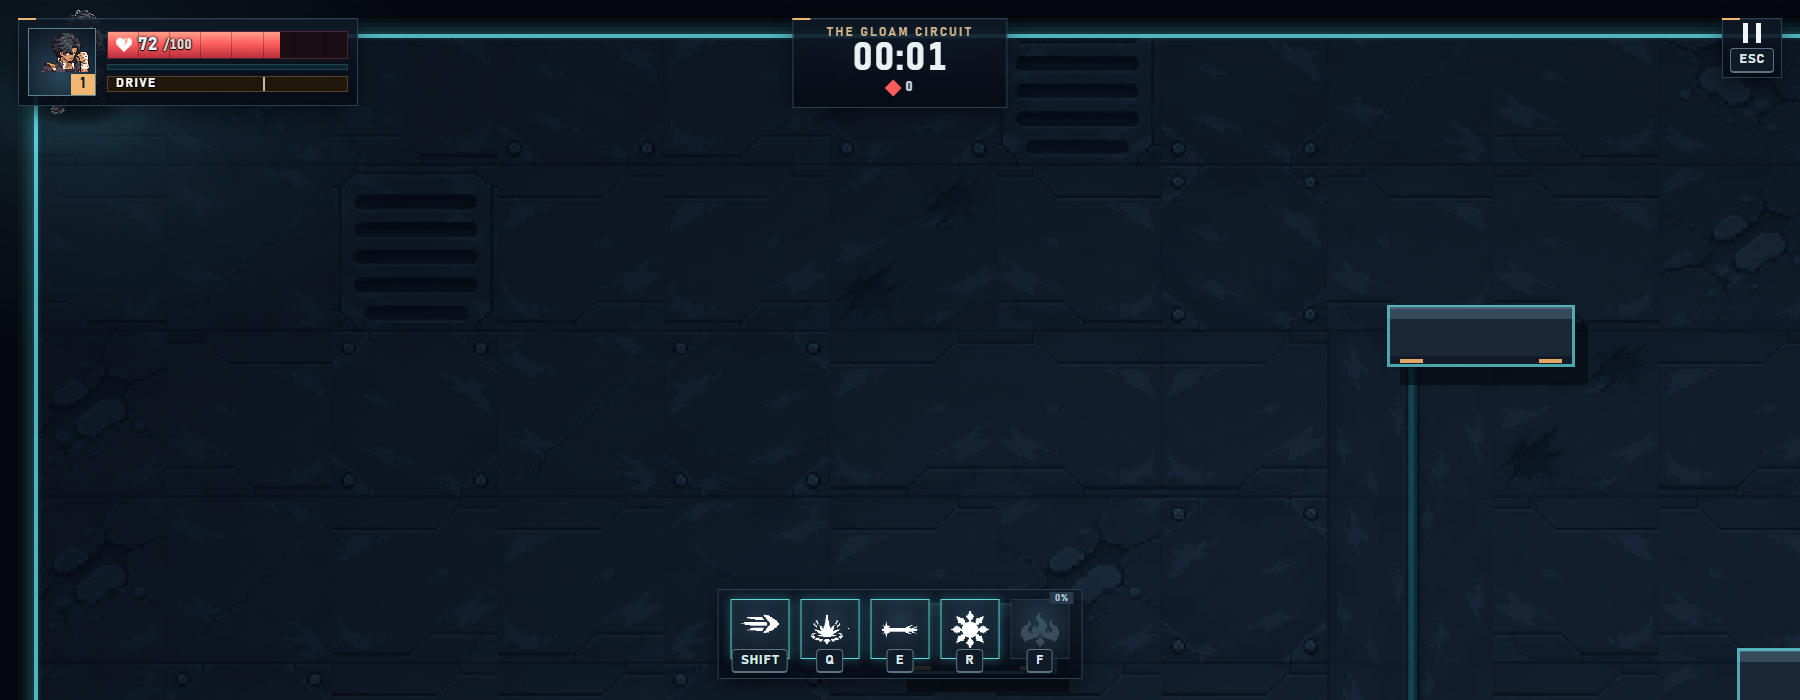 72 /100
1
DRIVE
THE GLOAM CIRCUIT
00:01
0
ESC
0%
SHIFT
Q
E
R
F